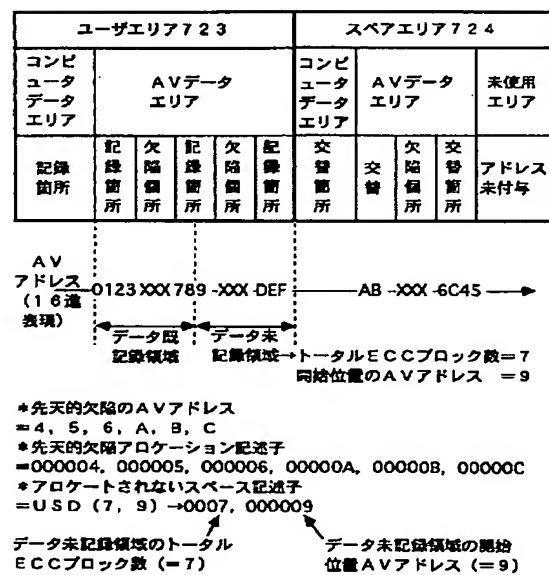 ユーザエリア723
スペアエリア724
コンピ
ュータ
データ
エリア
AVデータ
エリア
コンピ
ュータ
データ
エリア
AVデータ
エリア
未使用
エリア
記録
箇所
記録箇所
欠陥個所
記録箇所
欠陥個所
記録箇所
交替箇所
交替
欠陥個所
交替箇所
アドレス
未付与
AV
アドレス
(16進
表現)
0123 XXX 789 -XXX -DEF
AB -XXX -6C45
データ既
記録領域
データ未
記録領域→トータルECCブロック数=7
開始位置のAVアドレス =9
*先天的欠陥のAVアドレス
=4, 5, 6, A, B, C
*先天的欠陥アロケーション記述子
=000004, 000005, 000006, 00000A, 00000B, 00000C
*アロケートされないスペース記述子
=USD(7, 9)→0007, 000009
データ未記録領域のトータル
ECCブロック数(=7)
データ未記録領域の開始
位置AVアドレス(=9)